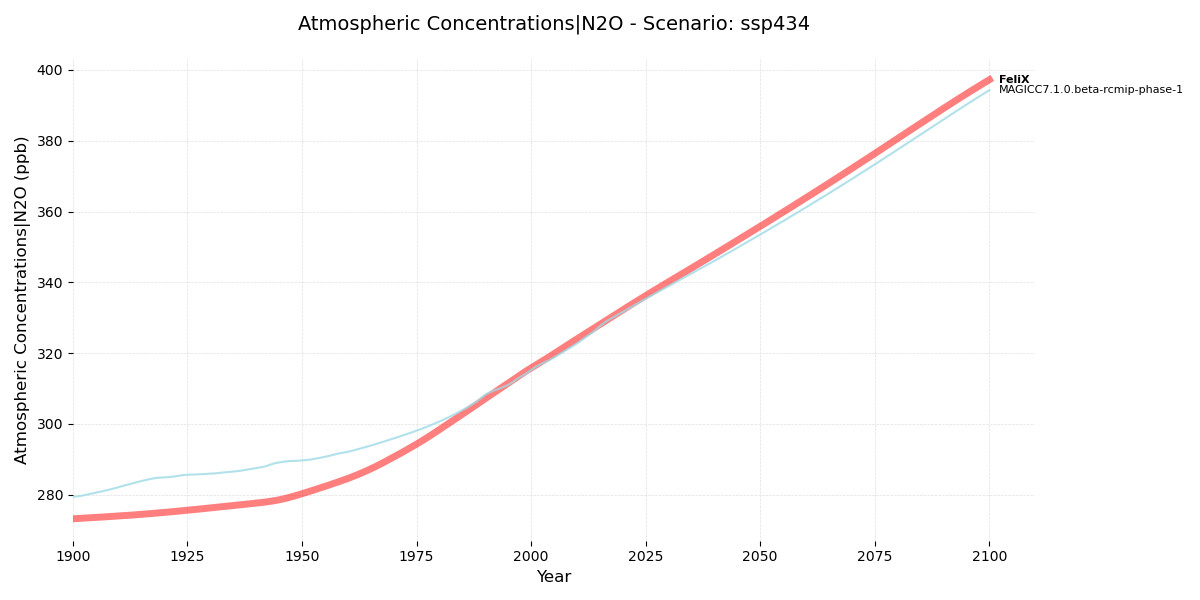 Atmospheric Concentrations|N2O - Scenario: ssp434
Atmospheric Concentrations|N2O (ppb)
400
380
360
340
320
300
280
FeliX
MAGICC7.1.0.beta-rcmip-phase-1
1900 1925 1950 1975 2000 2025 2050 2075 2100
Year